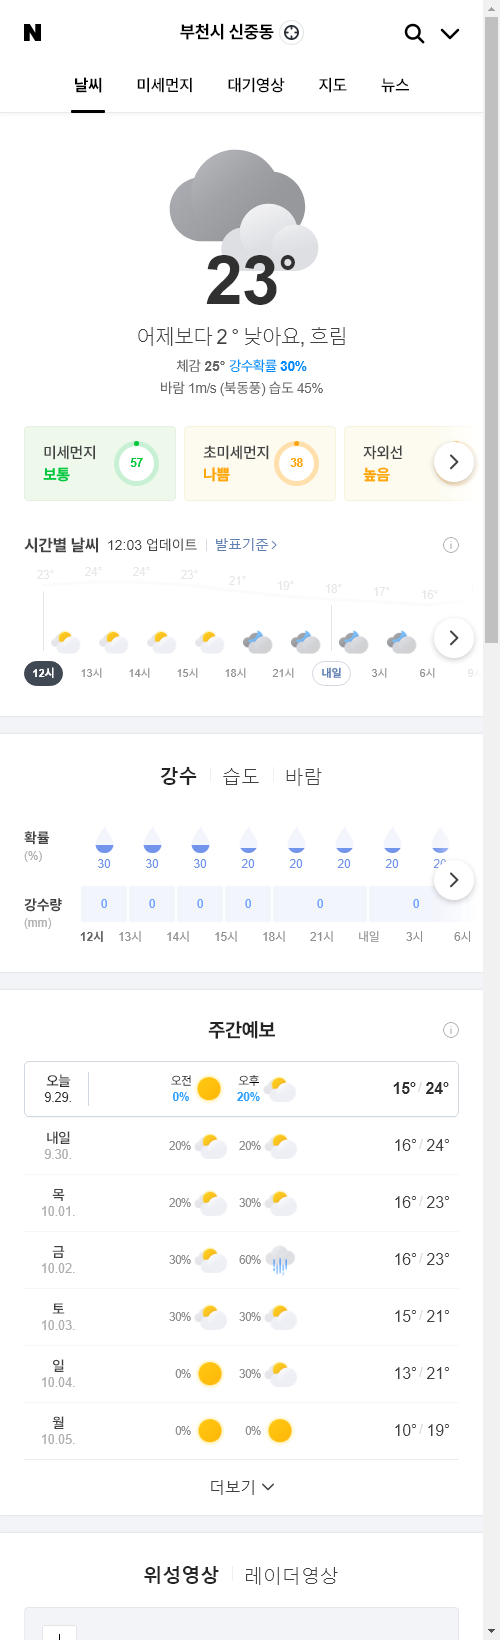 N 부천시 신중동
날씨 미세먼지 대기영상 지도 뉴스
23°
어제보다 2 ° 낮아요, 흐림
체감 25° 강수확률 30%
바람 1m/s (북동풍) 습도 45%
미세먼지 57 초미세먼지 38 자외선
보통 나쁨 높음
시간별 날씨 12:03 업데이트 발표기준
23° 24° 24° 23° 21° 19° 18° 17° 16°
12시 13시 14시 15시 18시 21시 내일 3시 6시
강수 습도 바람
확률
(%)
30 30 30 20 20 20 20 20
강수량
(mm)
0 0 0 0 0 0
12시 13시 14시 15시 18시 21시 내일 3시 6시
주간예보
오늘 오전 오후 15° / 24°
9.29. 0% 20%
내일 20% 20% 16° / 24°
9.30.
목 20% 30% 16° / 23°
10.01.
금 30% 60% 16° / 23°
10.02.
토 30% 30% 15° / 21°
10.03.
일 0% 30% 13° / 21°
10.04.
월 0% 0% 10° / 19°
10.05.
더보기
위성영상 레이더영상